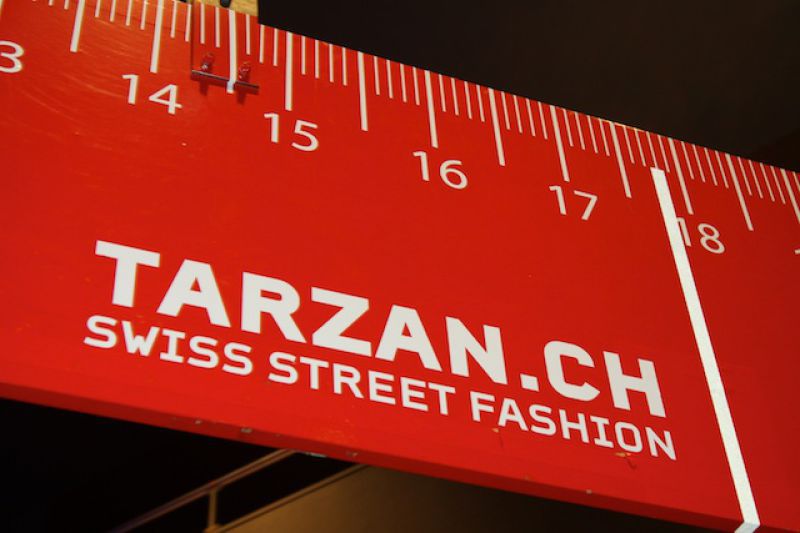 3 14 15 16 17 18
TARZAN.CH
SWISS STREET FASHION